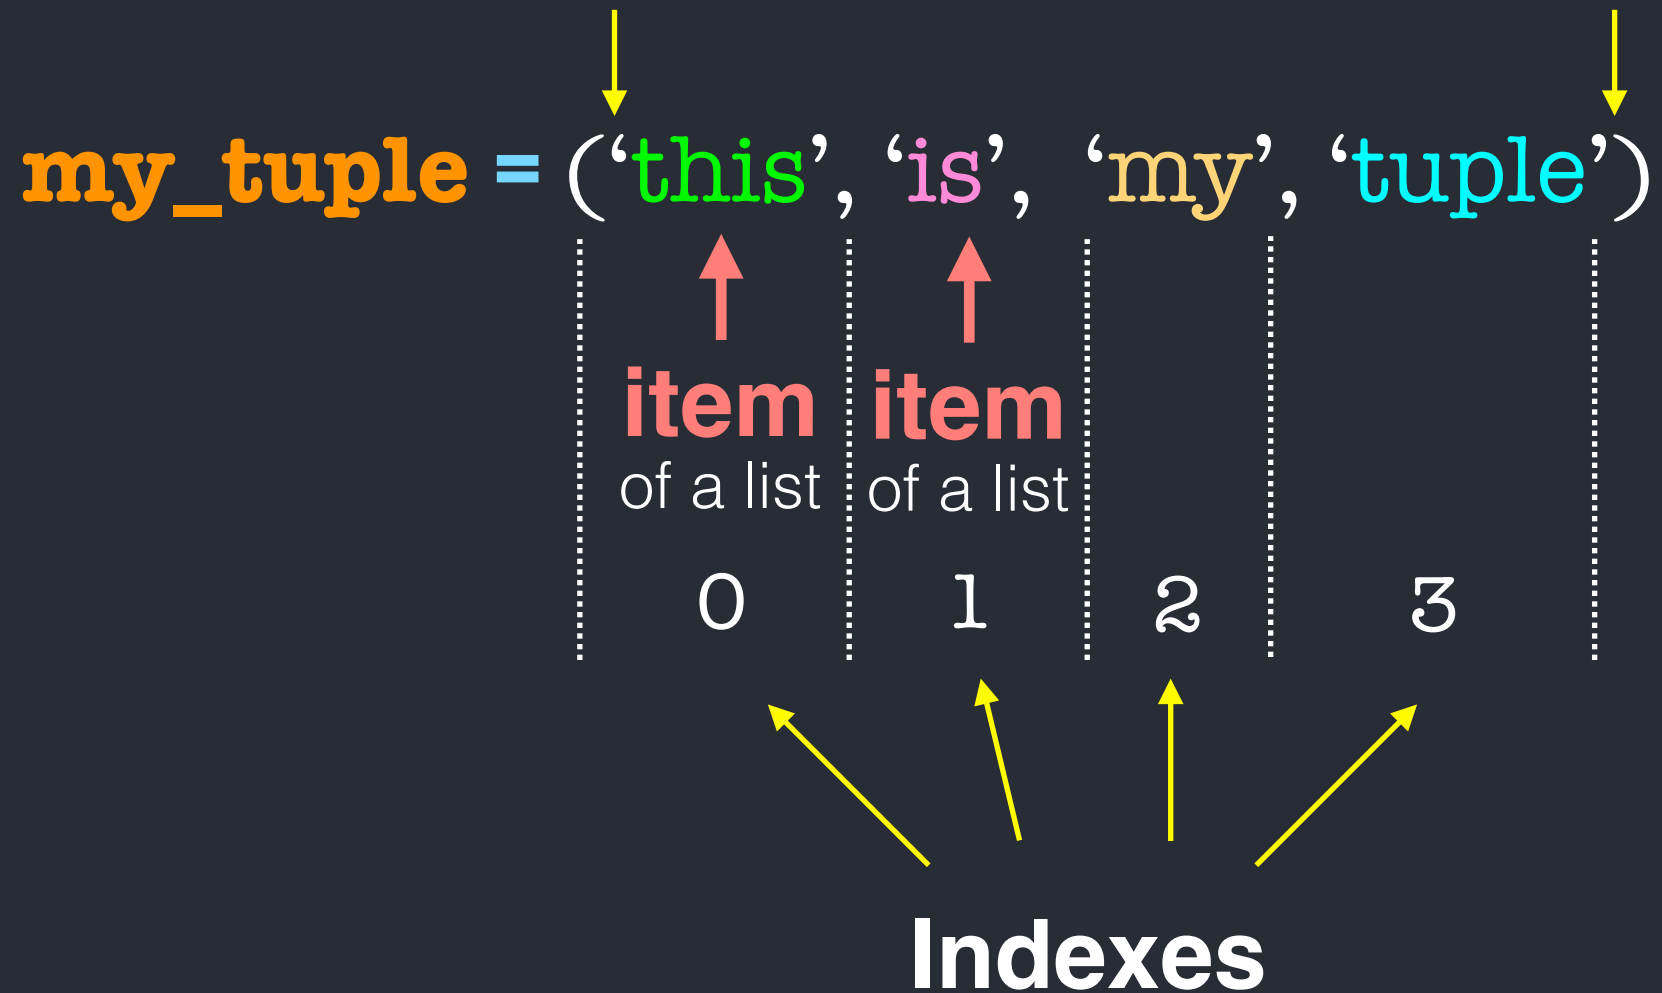 my_tuple = (‘this’, ‘is’, ‘my’, ‘tuple’)
item item
of a list of a list
0 1 2 3
Indexes